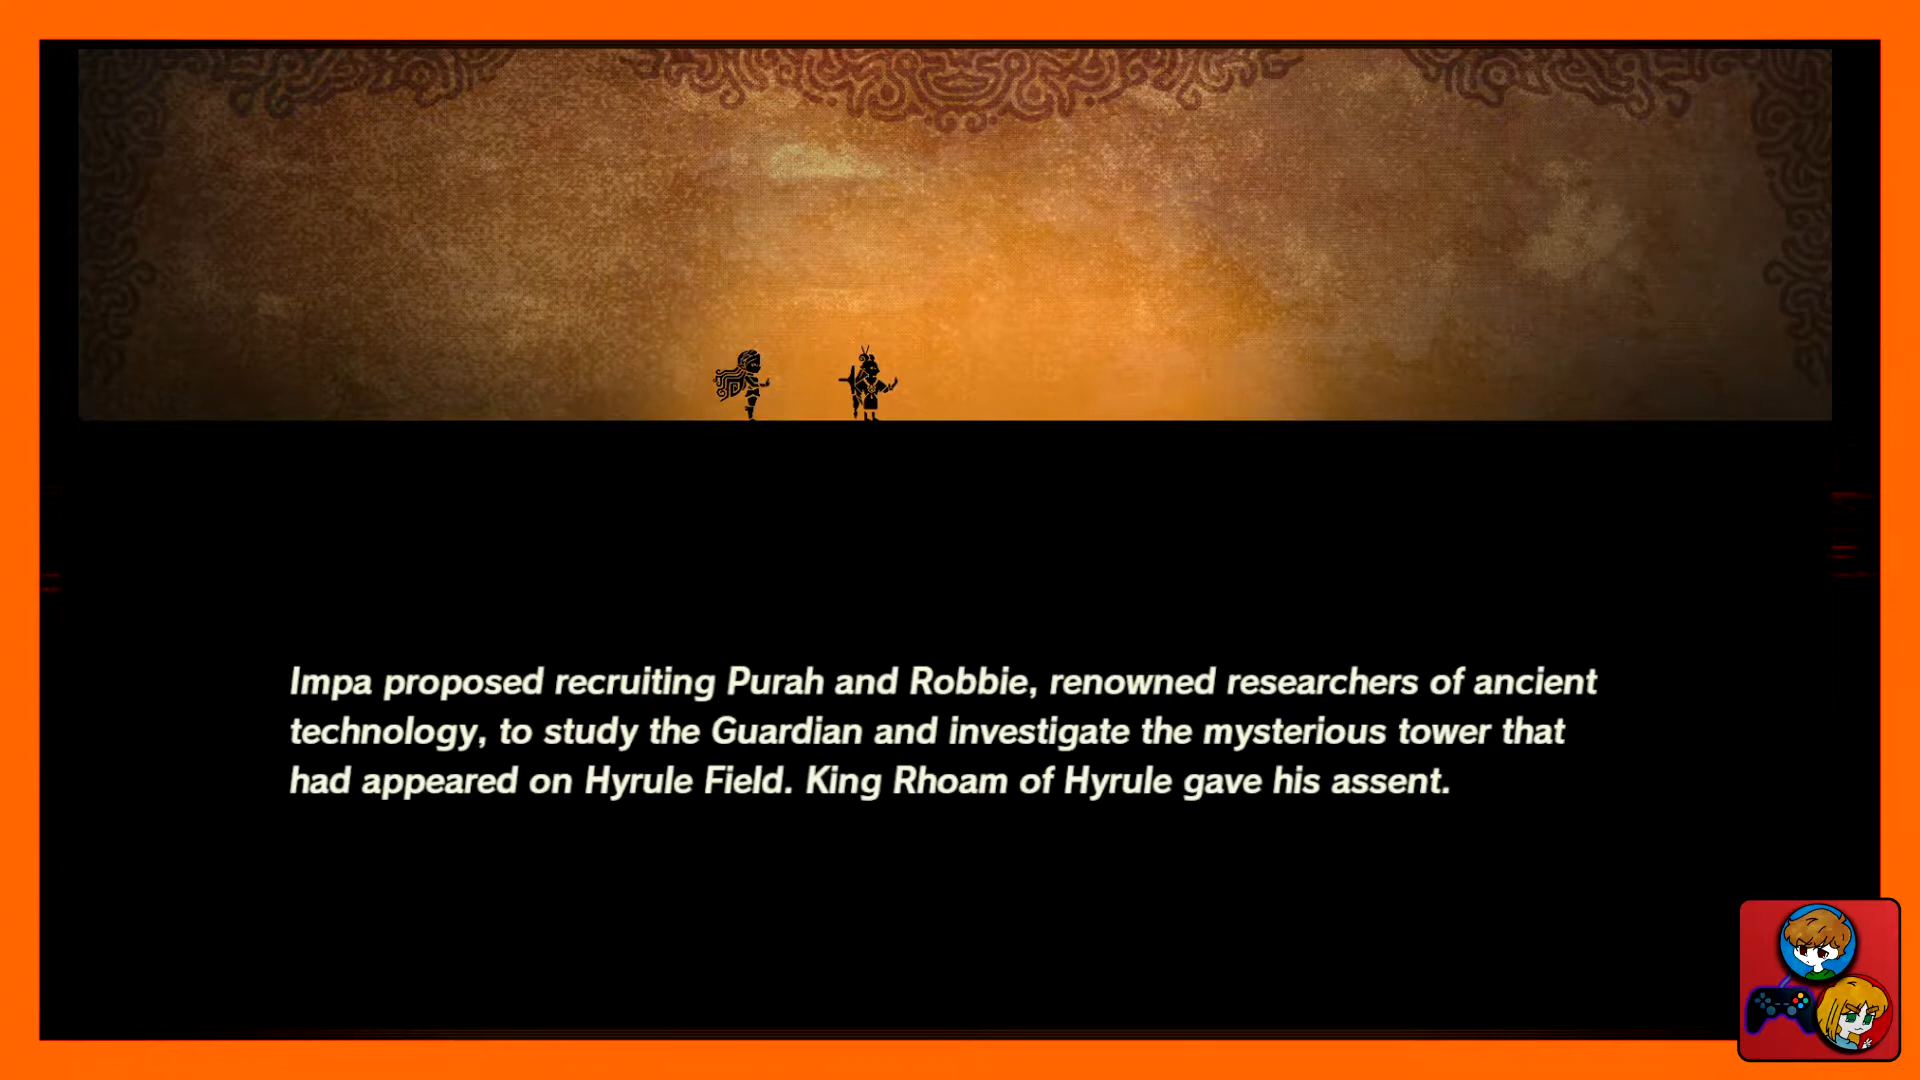 Impa proposed recruiting Purah and Robbie, renowned researchers of ancient
technology, to study the Guardian and investigate the mysterious tower that
had appeared on Hyrule Field. King Rhoam of Hyrule gave his assent.